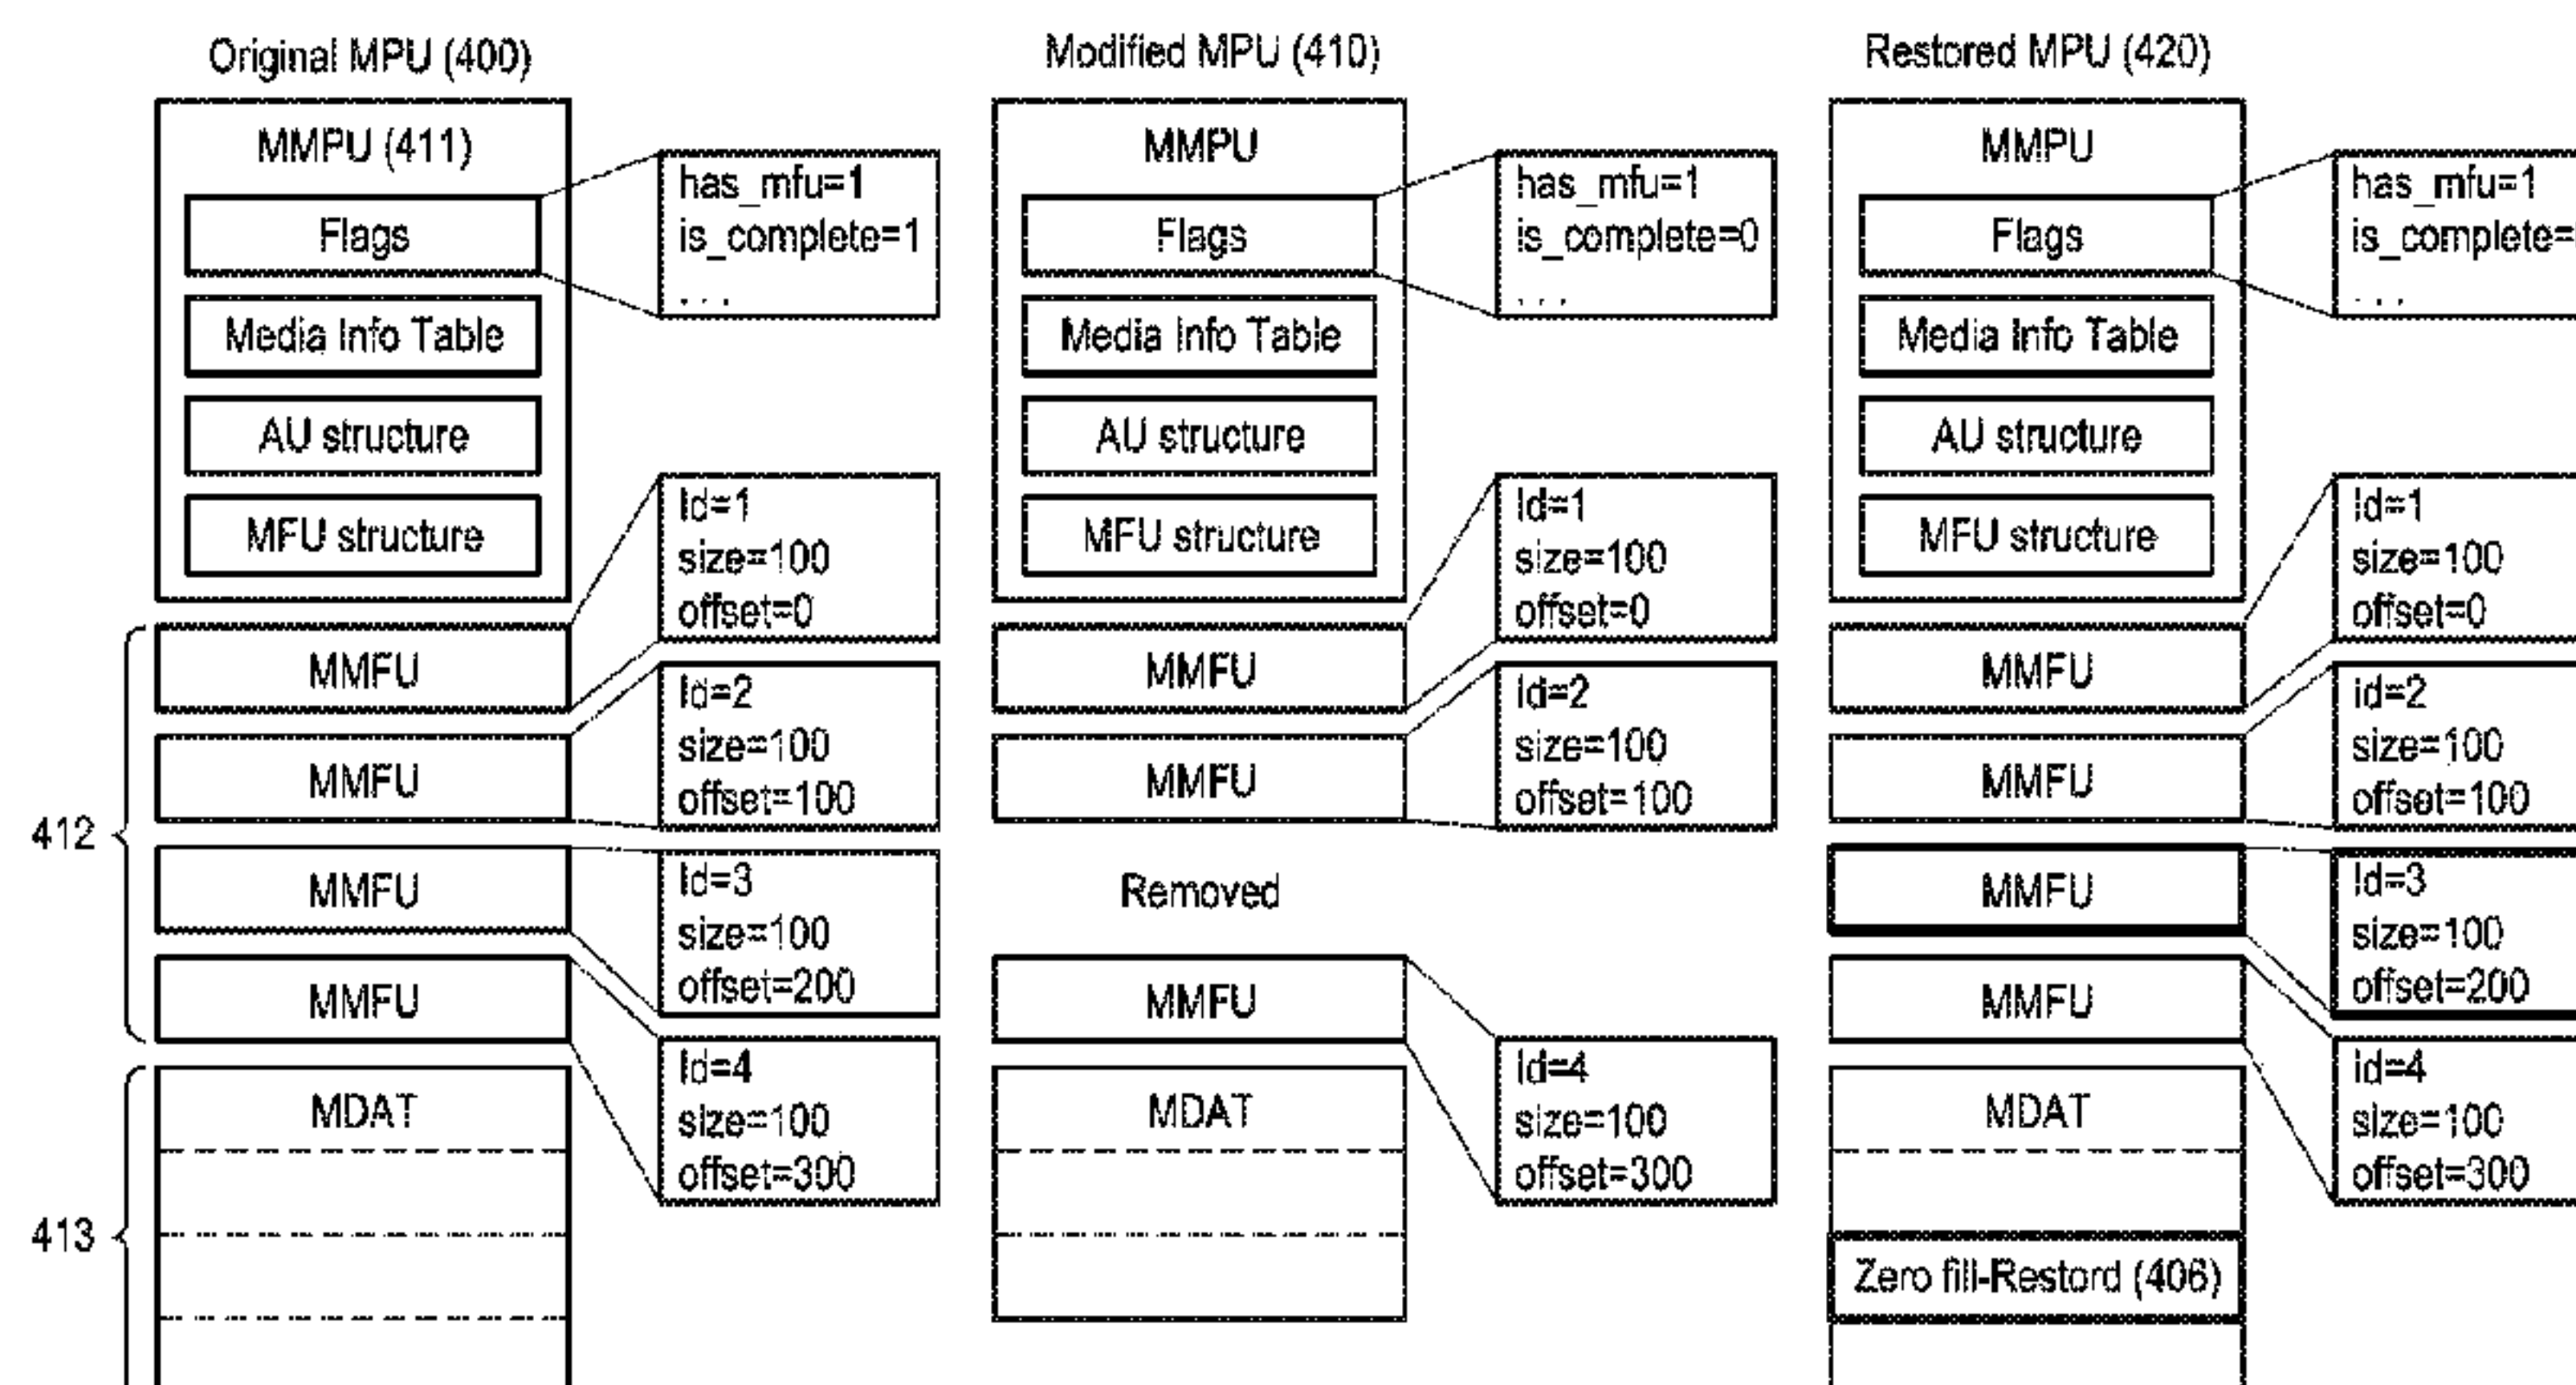 Original MPU (400)
MMPU (411)
Flags
Media Info Table
AU structure
MFU structure
has_mfu=1
is_complete=1
. . .
412
MMFU
MMFU
MMFU
MMFU
Id=1
size=100
offset=0
Id=2
size=100
offset=100
Id=3
size=100
offset=200
Id=4
size=100
offset=300
413
MDAT
Modified MPU (410)
MMPU
Flags
Media Info Table
AU structure
MFU structure
has_mfu=1
is_complete=0
. . .
MMFU
MMFU
Removed
MMFU
Id=1
size=100
offset=0
Id=2
size=100
offset=100
Id=4
size=100
offset=300
MDAT
Restored MPU (420)
MMPU
Flags
Media Info Table
AU structure
MFU structure
has_mfu=1
is_complete=
. . .
MMFU
MMFU
MMFU
MMFU
Id=1
size=100
offset=0
Id=2
size=100
offset=100
Id=3
size=100
offset=200
Id=4
size=100
offset=300
MDAT
Zero fill-Restord (406)